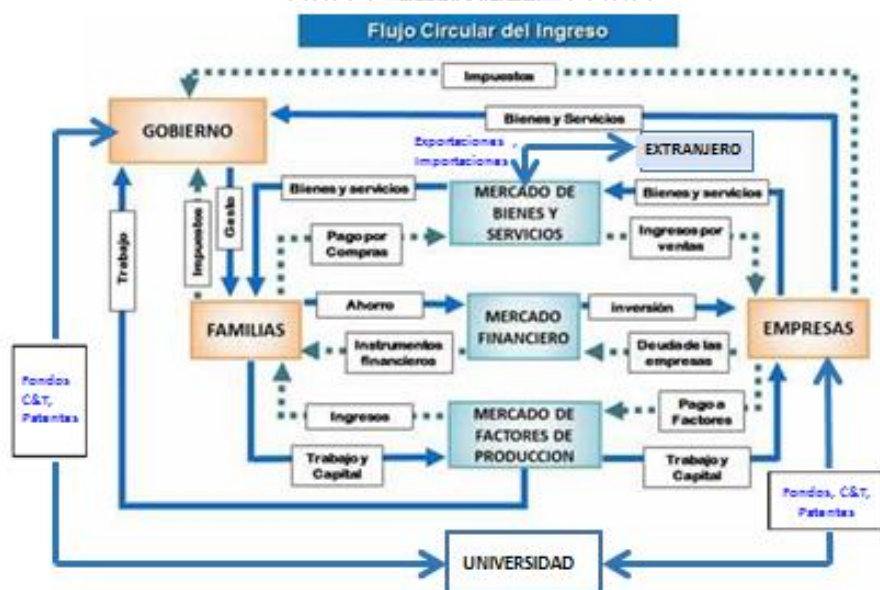 Flujo Circular del Ingreso
Impuestos
GOBIERNO
Bienes y Servicios
Exportaciones ,
Importaciones
EXTRANJERO
Bienes y servicios
MERCADO DE
BIENES Y
SERVICIOS
Bienes y servicios
Trabajo
Impuestos
Gasto
Pago por
Compras
Ingresos por
ventas
FAMILIAS
Ahorro
MERCADO
FINANCIERO
inversión
EMPRESAS
Instrumentos
financieros
Deuda de las
empresas
Fondos
C&T,
Patentes
Ingresos
MERCADO DE
FACTORES DE
PRODUCCION
Pago a
Factores
Trabajo y
Capital
Trabajo y
Capital
Fondos, C&T,
Patentes
UNIVERSIDAD